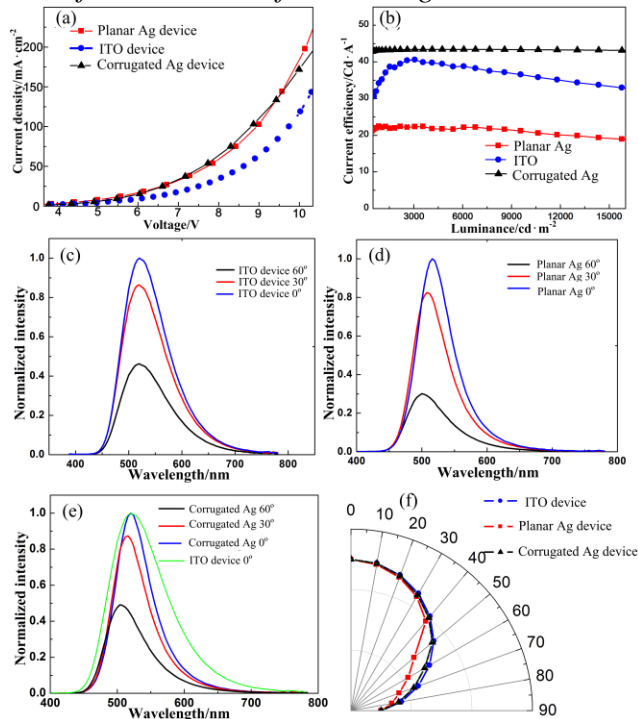 (a)
Planar Ag device
ITO device
Corrugated Ag device
Current density/mA·cm⁻²
200
150
100
50
0
4 5 6 7 8 9 10
Voltage/V
(b)
50
40
30
20
10
0
Current efficiency/Cd·A⁻¹
Planar Ag
ITO
Corrugated Ag
3000 6000 9000 12000 15000
Luminance/cd·m⁻²
(c)
ITO device 60°
ITO device 30°
ITO device 0°
Normalized intensity
1.0
0.8
0.6
0.4
0.2
0.0
400 500 600 700 800
Wavelength/nm
(d)
Planar Ag 60°
Planar Ag 30°
Planar Ag 0°
Normalized intensity
1.0
0.8
0.6
0.4
0.2
0.0
400 500 600 700 800
Wavelength/nm
(e)
Corrugated Ag 60°
Corrugated Ag 30°
Corrugated Ag 0°
ITO device 0°
Normalized intensity
1.0
0.8
0.6
0.4
0.2
0.0
400 500 600 700 800
Wavelength/nm
(f)
ITO device
Planar Ag device
Corrugated Ag device
0
10
20
30
40
50
60
70
80
90